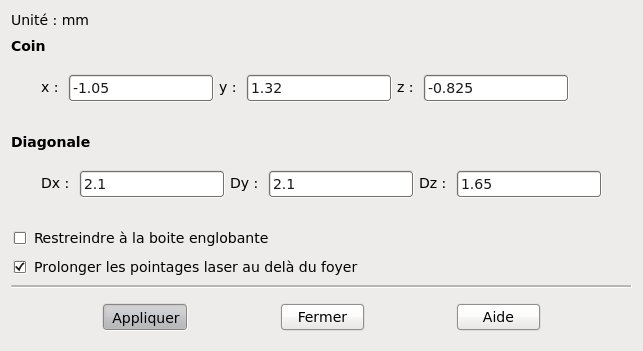 Unité : mm
Coin
x : -1.05 y : 1.32 z : -0.825
Diagonale
Dx : 2.1 Dy : 2.1 Dz : 1.65
Restreindre à la boite englobante
Prolonger les pointages laser au delà du foyer
Appliquer Fermer Aide